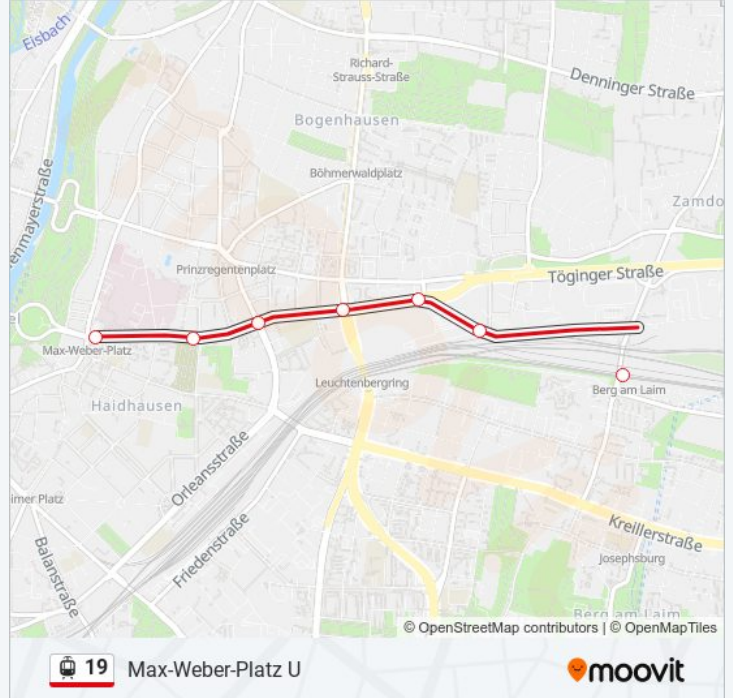 Eisbach
Richard-
Strauss-Straße
Denninger Straße
Bogenhausen
Böhmerwaldplatz
enmayerstraße
Zamdo
Prinzregentenplatz
Töginger Straße
el
Max-Weber-Platz
Leuchtenbergring
Berg am Laim
Haidhausen
Orleansstraße
imer Platz
Kreillerstraße
Friedenstraße
Balanstraße
Josephsburg
Berg am Laim
© OpenStreetMap contributors | © OpenMapTiles
19 Max-Weber-Platz U
moovit